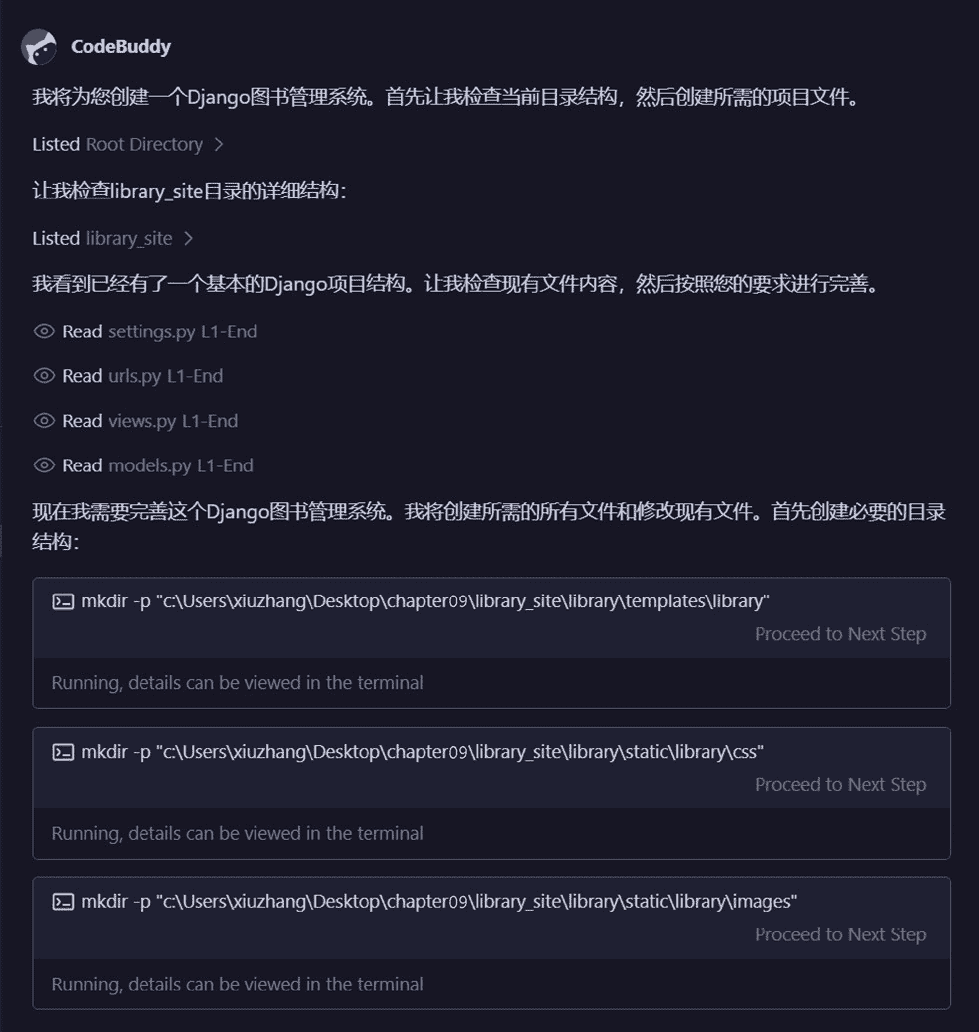 CodeBuddy
我将为您创建一个Django图书管理系统。首先让我检查当前目录结构，然后创建所需的项目文件。
Listed Root Directory >
让我检查library_site目录的详细结构：
Listed library_site >
我看到已经有了一个基本的Django项目结构。让我检查现有文件内容，然后按照您的要求进行完善。
Read settings.py L1-End
Read urls.py L1-End
Read views.py L1-End
Read models.py L1-End
现在我需要完善这个Django图书管理系统。我将创建所需的所有文件和修改现有文件。首先创建必要的目录
结构：
mkdir -p "c:\Users\xiuzhang\Desktop\chapter09\library_site\library\templates\library"
Proceed to Next Step
Running, details can be viewed in the terminal
mkdir -p "c:\Users\xiuzhang\Desktop\chapter09\library_site\library\static\library\css"
Proceed to Next Step
Running, details can be viewed in the terminal
mkdir -p "c:\Users\xiuzhang\Desktop\chapter09\library_site\library\static\library\images"
Proceed to Next Step
Running, details can be viewed in the terminal